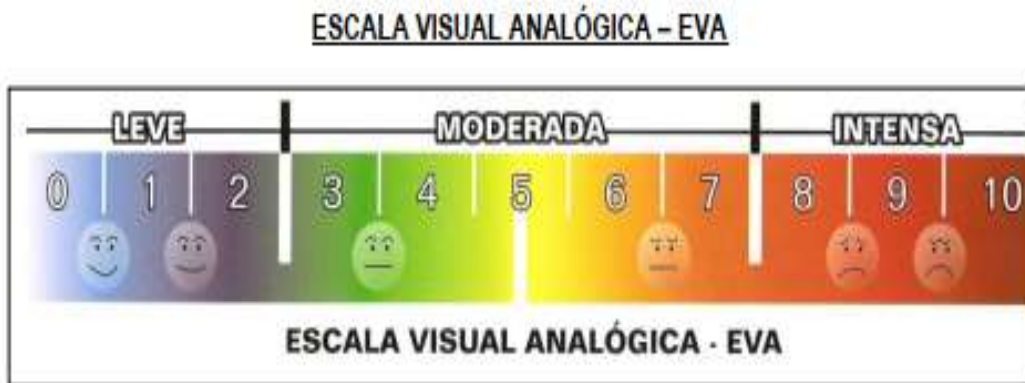 ESCALA VISUAL ANALÓGICA – EVA
LEVE MODERADA INTENSA
0 1 2 3 4 5 6 7 8 9 10
ESCALA VISUAL ANALÓGICA · EVA